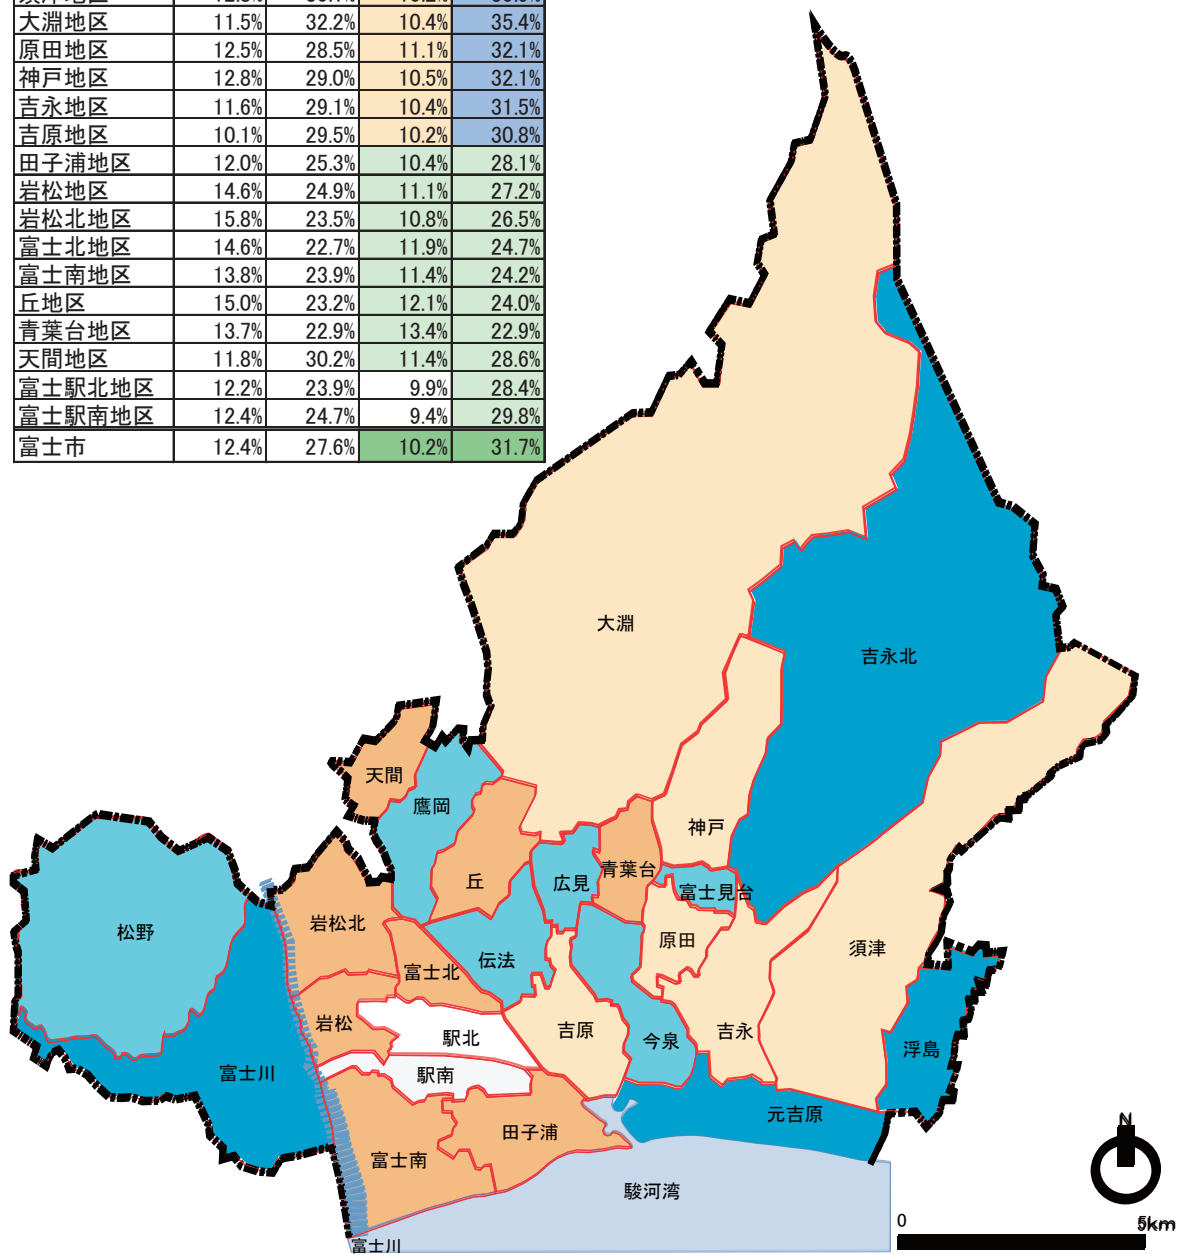 大淵地区 11.5% 32.2% 10.4% 35.4%
原田地区 12.5% 28.5% 11.1% 32.1%
神戸地区 12.8% 29.0% 10.5% 32.1%
吉永地区 11.6% 29.1% 10.4% 31.5%
吉原地区 10.1% 29.5% 10.2% 30.8%
田子浦地区 12.0% 25.3% 10.4% 28.1%
岩松地区 14.6% 24.9% 11.1% 27.2%
岩松北地区 15.8% 23.5% 10.8% 26.5%
富士北地区 14.6% 22.7% 11.9% 24.7%
富士南地区 13.8% 23.9% 11.4% 24.2%
丘地区 15.0% 23.2% 12.1% 24.0%
青葉台地区 13.7% 22.9% 13.4% 22.9%
天間地区 11.8% 30.2% 11.4% 28.6%
富士駅北地区 12.2% 23.9% 9.9% 28.4%
富士駅南地区 12.4% 24.7% 9.4% 29.8%
富士市 12.4% 27.6% 10.2% 31.7%
大淵
吉永北
天間
鷹岡
神戸
丘
広見
青葉台
富士見台
松野
岩松北
原田
須津
伝法
富士北
岩松
駅北
吉原
今泉
吉永
浮島
富士川
駅南
元吉原
田子浦
富士南
駿河湾
富士川
N
0 5km